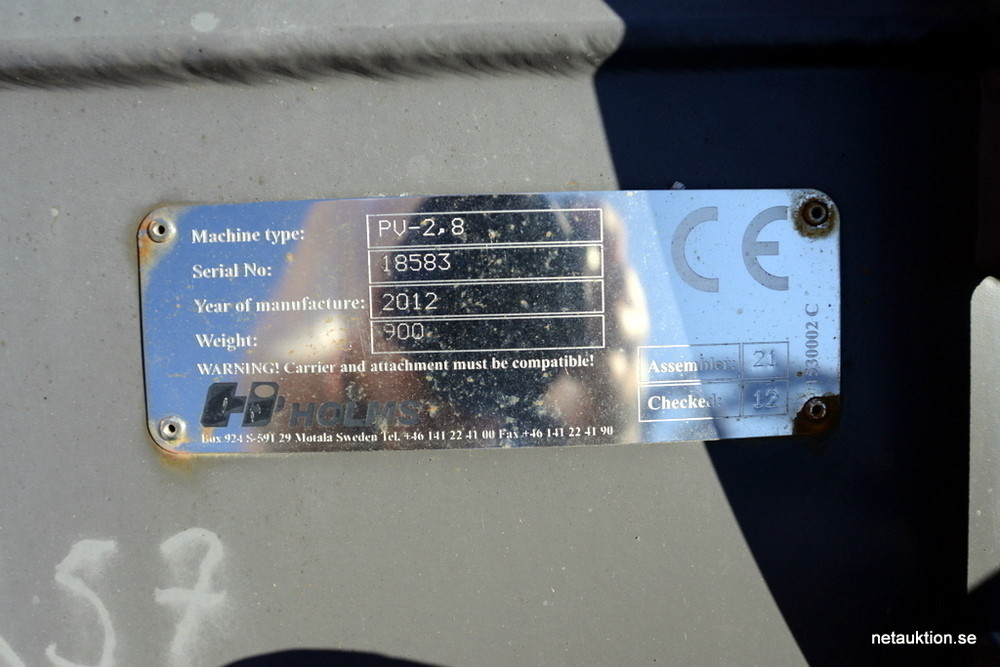 Machine type: PV-2,8
Serial No: 18583
Year of manufacture: 2012
Weight: 900
WARNING! Carrier and attachment must be compatible!
HOLMS
Box 924 S-591 29 Motala Sweden Tel. +46 141 22 41 00 Fax +46 141 22 41 90
CE
Assembler: 21
Checked: 12
57
netauktion.se